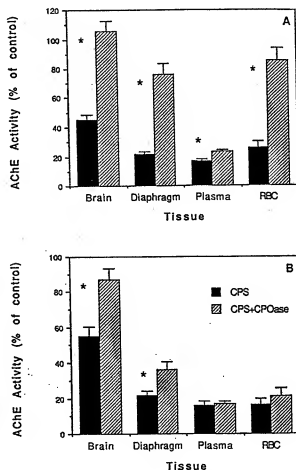 A
AChE Activity (% of control)
120
100
80
60
40
20
0
*
*
*
*
Brain
Diaphragm
Plasma
RBC
Tissue
B
AChE Activity (% of control)
100
80
60
40
20
0
*
*
CPS
CPS+CPOase
Brain
Diaphragm
Plasma
RBC
Tissue